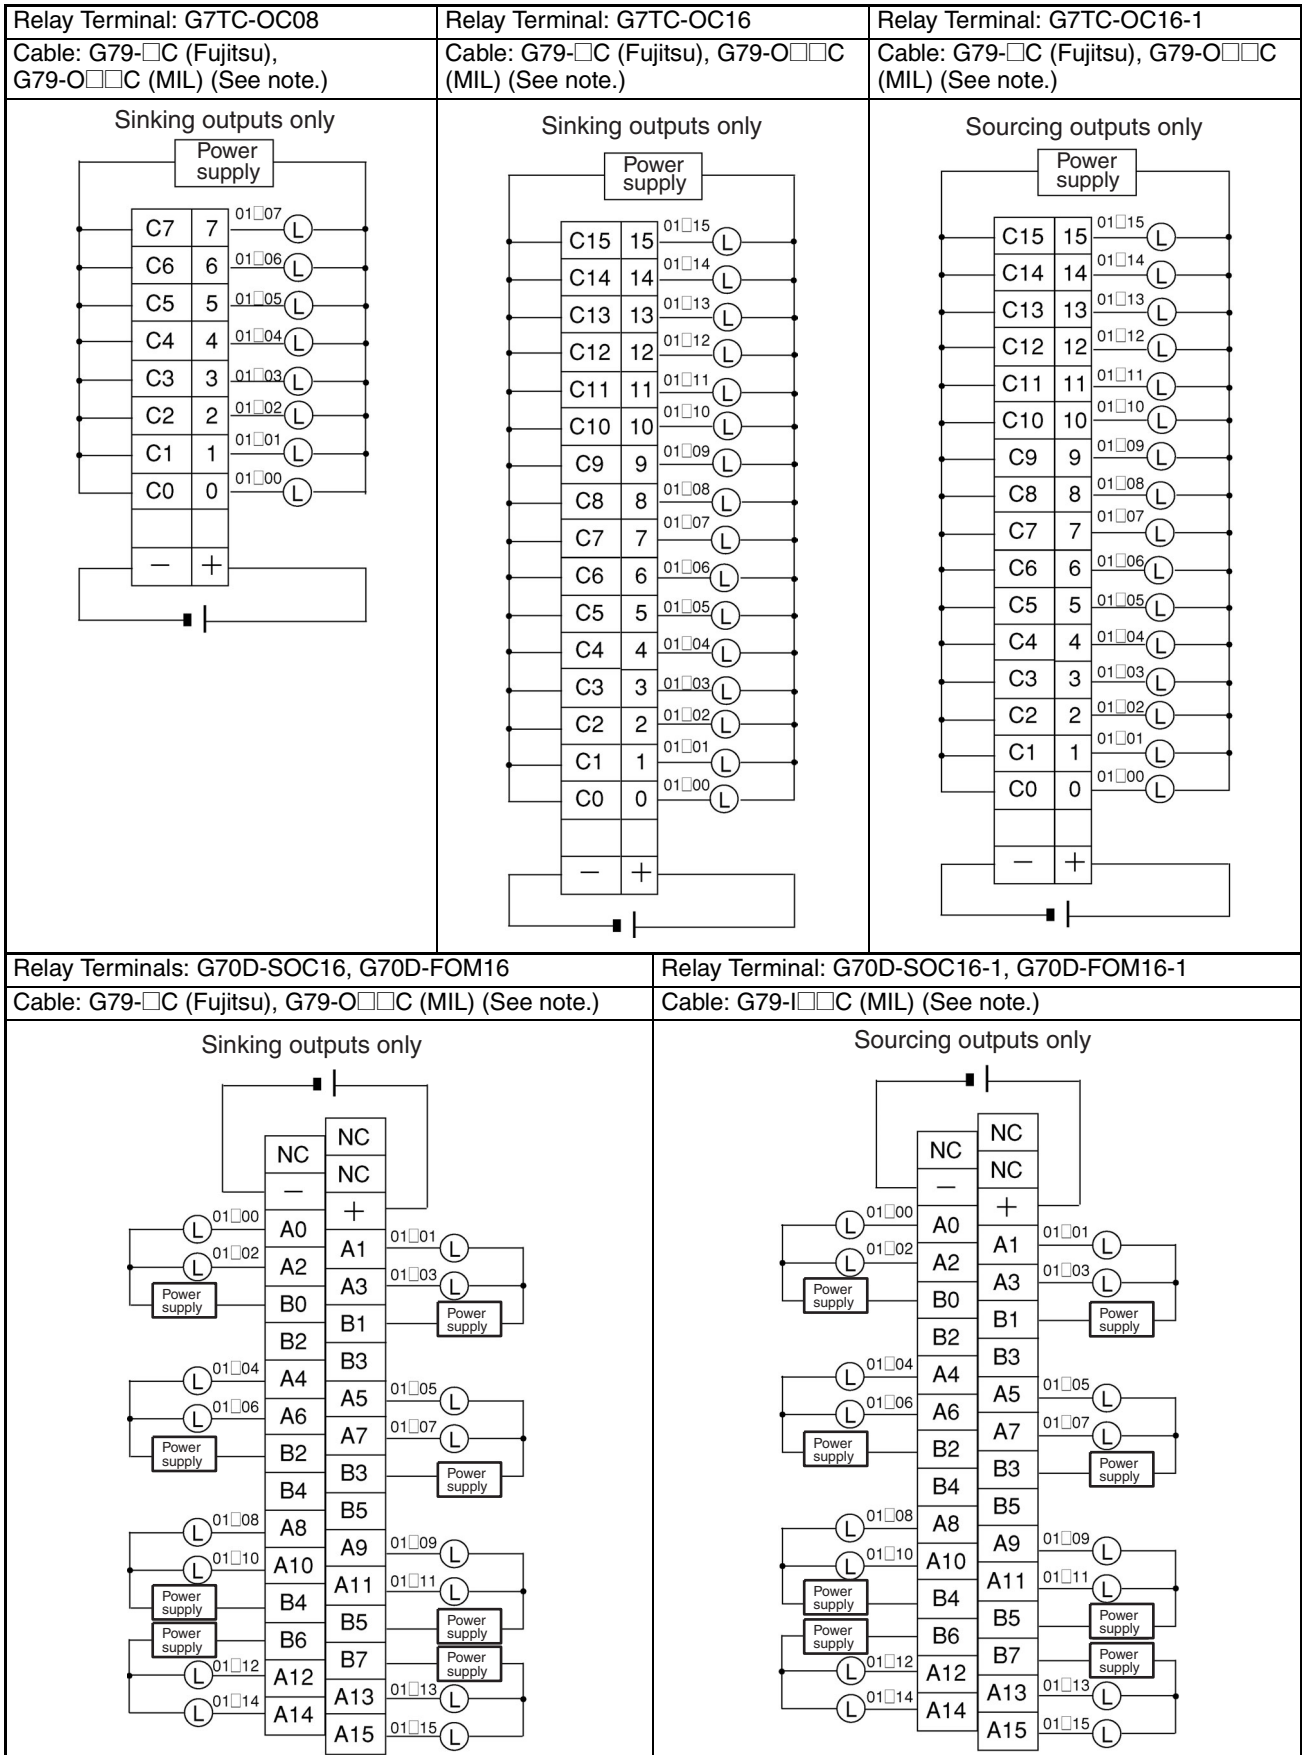 Relay Terminal: G7TC-OC08
Cable: G79-□C (Fujitsu),
G79-O□□C (MIL) (See note.)
Sinking outputs only
Power
supply
C7 7 01□07 L
C6 6 01□06 L
C5 5 01□05 L
C4 4 01□04 L
C3 3 01□03 L
C2 2 01□02 L
C1 1 01□01 L
C0 0 01□00 L
− +
Relay Terminal: G7TC-OC16
Cable: G79-□C (Fujitsu), G79-O□□C
(MIL) (See note.)
Sinking outputs only
Power
supply
C15 15 01□15 L
C14 14 01□14 L
C13 13 01□13 L
C12 12 01□12 L
C11 11 01□11 L
C10 10 01□10 L
C9 9 01□09 L
C8 8 01□08 L
C7 7 01□07 L
C6 6 01□06 L
C5 5 01□05 L
C4 4 01□04 L
C3 3 01□03 L
C2 2 01□02 L
C1 1 01□01 L
C0 0 01□00 L
− +
Relay Terminal: G7TC-OC16-1
Cable: G79-□C (Fujitsu), G79-O□□C
(MIL) (See note.)
Sourcing outputs only
Power
supply
C15 15 01□15 L
C14 14 01□14 L
C13 13 01□13 L
C12 12 01□12 L
C11 11 01□11 L
C10 10 01□10 L
C9 9 01□09 L
C8 8 01□08 L
C7 7 01□07 L
C6 6 01□06 L
C5 5 01□05 L
C4 4 01□04 L
C3 3 01□03 L
C2 2 01□02 L
C1 1 01□01 L
C0 0 01□00 L
− +
Relay Terminals: G70D-SOC16, G70D-FOM16
Cable: G79-□C (Fujitsu), G79-O□□C (MIL) (See note.)
Sinking outputs only
NC
NC
NC
−
+
L 01□00 A0
A1 01□01 L
L 01□02 A2
A3 01□03 L
Power
supply
B0
B1
Power
supply
B2
B3
L 01□04 A4
A5 01□05 L
L 01□06 A6
A7 01□07 L
Power
supply
B2
B3
Power
supply
B4
B5
L 01□08 A8
A9 01□09 L
L 01□10 A10
A11 01□11 L
Power
supply
B4
B5
Power
supply
Power
supply
B6
B7
Power
supply
L 01□12 A12
A13 01□13 L
L 01□14 A14
A15 01□15 L
Relay Terminal: G70D-SOC16-1, G70D-FOM16-1
Cable: G79-I□□C (MIL) (See note.)
Sourcing outputs only
NC
NC
NC
−
+
L 01□00 A0
A1 01□01 L
L 01□02 A2
A3 01□03 L
Power
supply
B0
B1
Power
supply
B2
B3
L 01□04 A4
A5 01□05 L
L 01□06 A6
A7 01□07 L
Power
supply
B2
B3
Power
supply
B4
B5
L 01□08 A8
A9 01□09 L
L 01□10 A10
A11 01□11 L
Power
supply
B4
B5
Power
supply
Power
supply
B6
B7
Power
supply
L 01□12 A12
A13 01□13 L
L 01□14 A14
A15 01□15 L